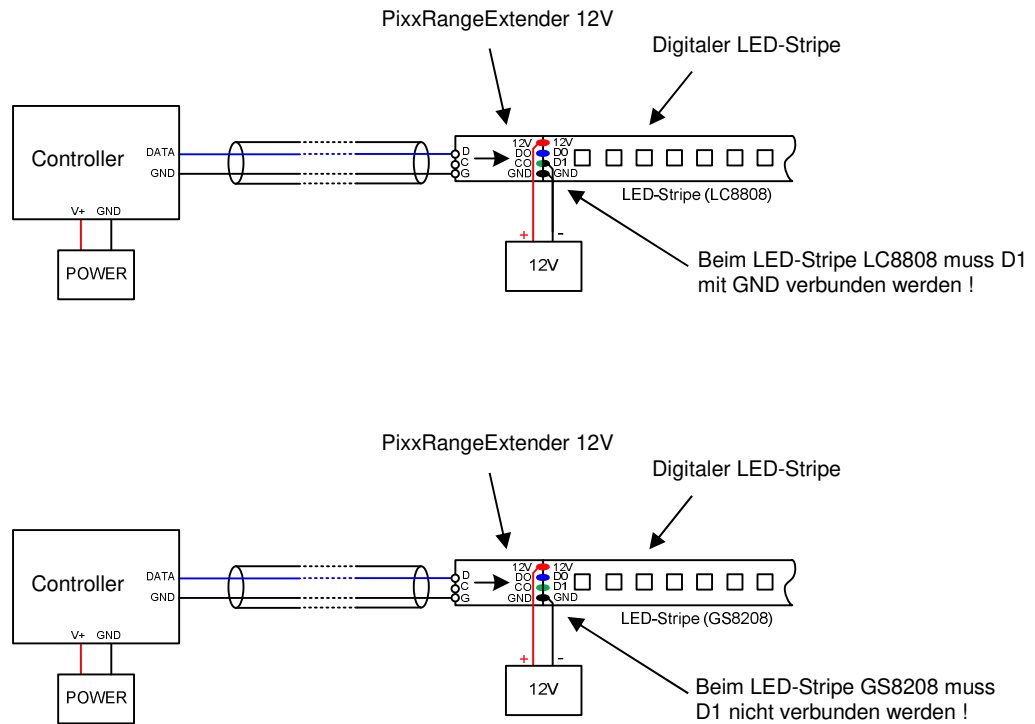 PixxRangeExtender 12V
Digitaler LED-Stripe
Controller
DATA
GND
V+ GND
POWER
D
C
G
12V
DO
CO
GND
12V
D0
D1
GND
LED-Stripe (LC8808)
+ -
12V
Beim LED-Stripe LC8808 muss D1
mit GND verbunden werden !
PixxRangeExtender 12V
Digitaler LED-Stripe
Controller
DATA
GND
V+ GND
POWER
D
C
G
12V
DO
CO
GND
12V
D0
D1
GND
LED-Stripe (GS8208)
+ -
12V
Beim LED-Stripe GS8208 muss
D1 nicht verbunden werden !